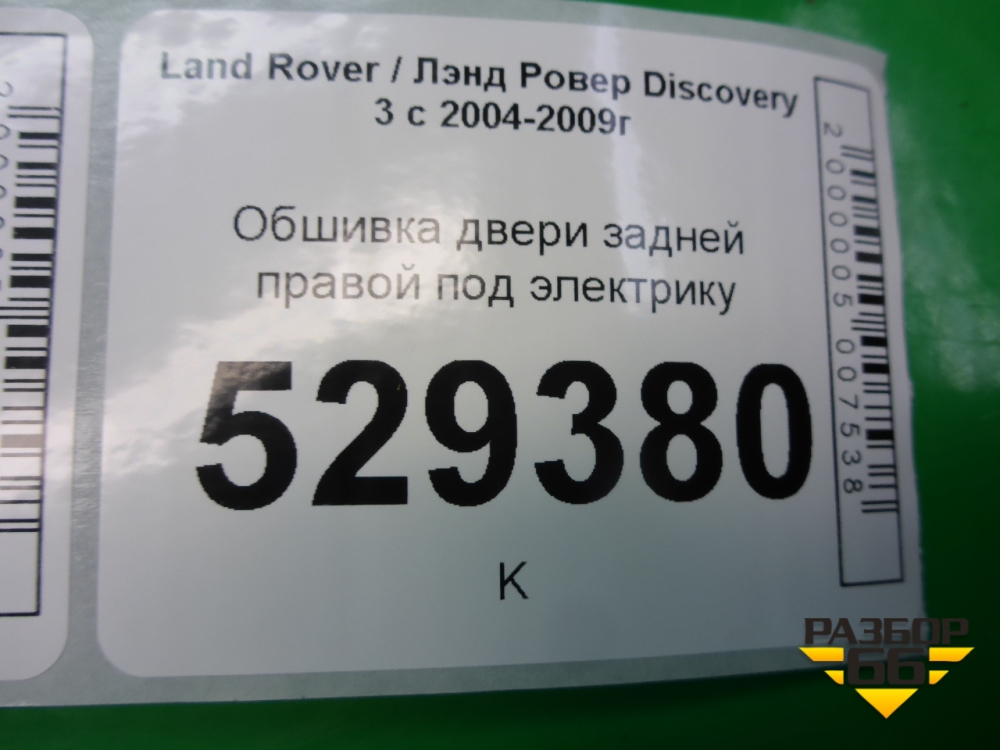 Land Rover / Лэнд Ровер Discovery
3 с 2004-2009г
Обшивка двери задней
правой под электрику
529380
К
2000005007538
РАЗБОР
66